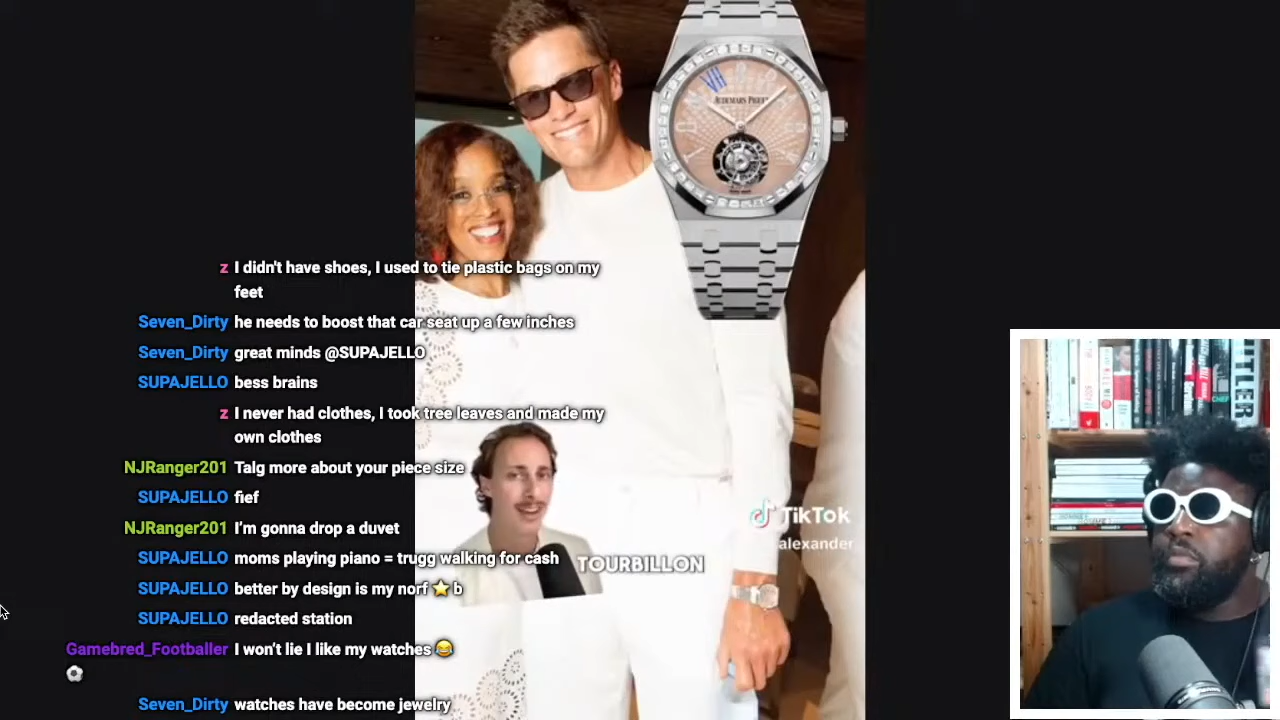 AUDEMARS PIGUET
z I didn't have shoes, I used to tie plastic bags on my
feet
Seven_Dirty he needs to boost that car seat up a few inches
Seven_Dirty great minds @SUPAJELLO
SUPAJELLO bess brains
z I never had clothes, I took tree leaves and made my
own clothes
NJRanger201 Talg more about your piece size
SUPAJELLO fief
NJRanger201 I'm gonna drop a duvet
SUPAJELLO moms playing piano = trugg walking for cash
SUPAJELLO better by design is my norf ⭐ b
SUPAJELLO redacted station
Gamebred_Footballer I won't lie I like my watches 😂
⚽
Seven_Dirty watches have become jewelry
TOURBILLON
TikTok
alexander
HITLER